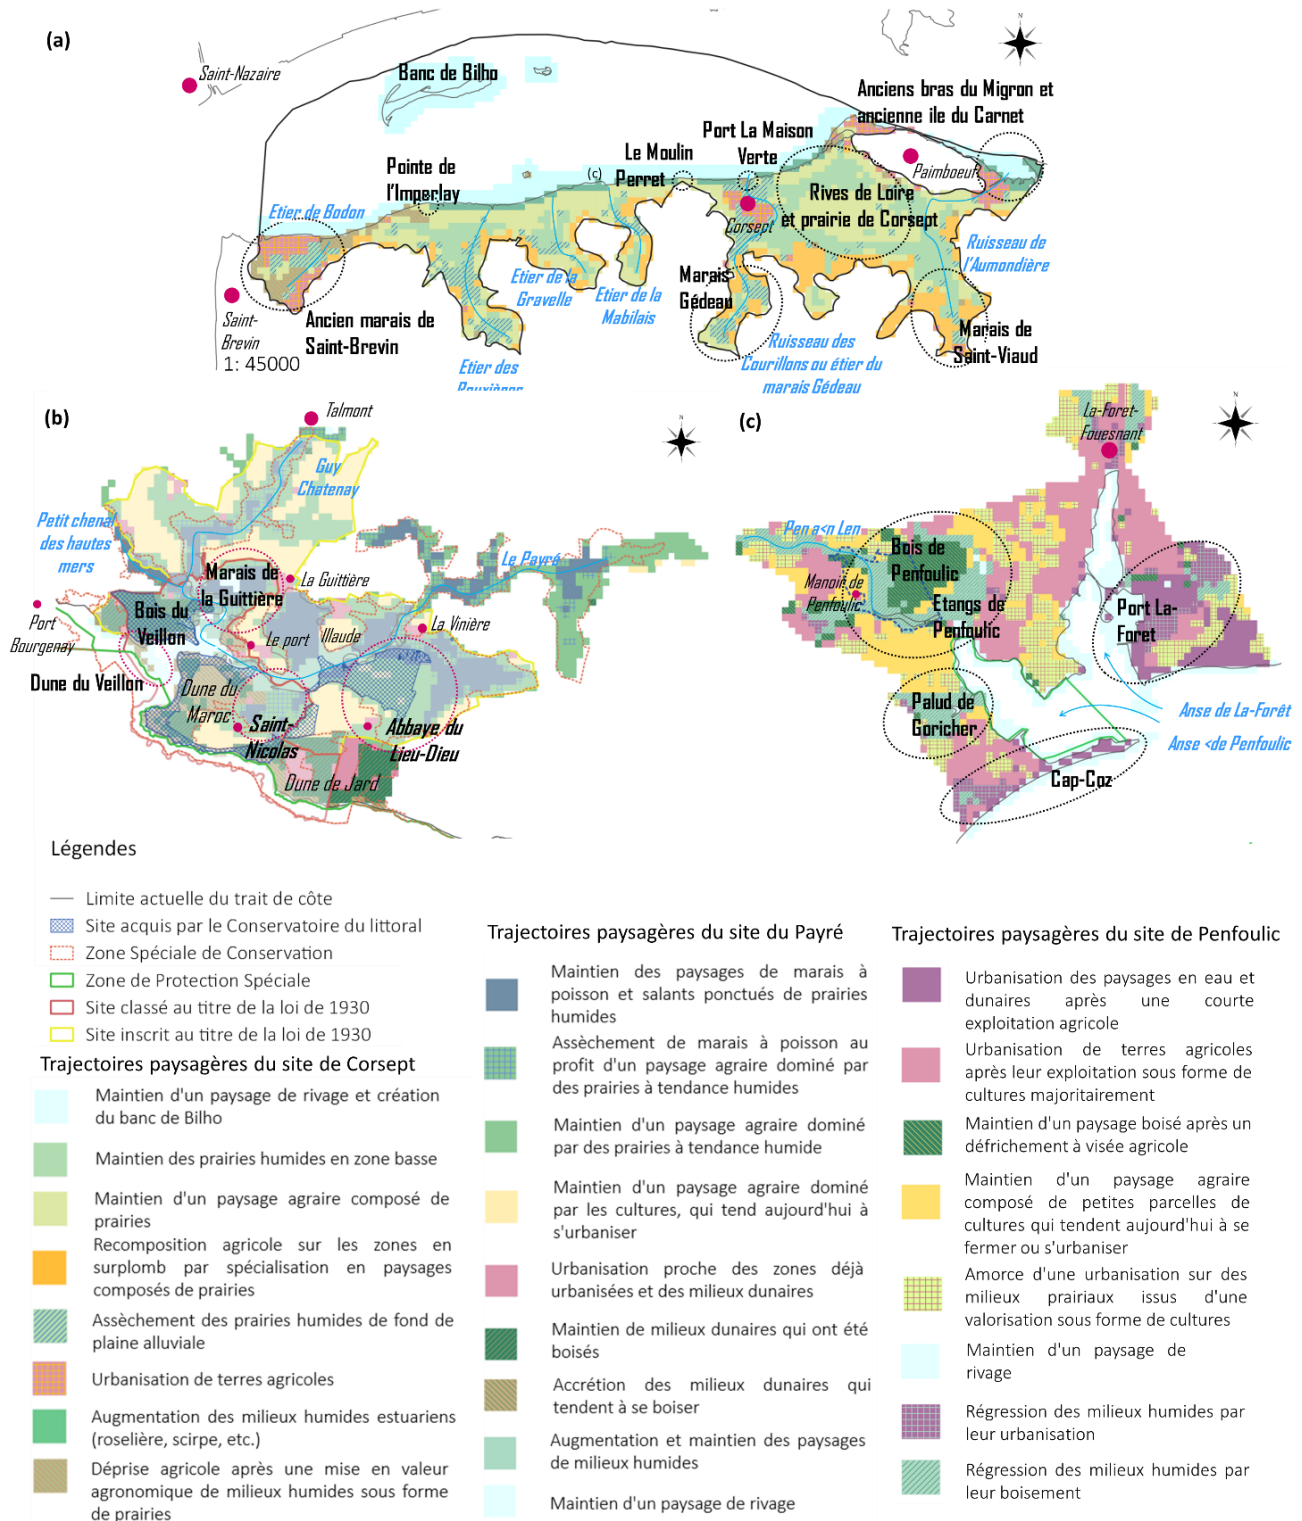 (a)
N
Saint-Nazaire
Banc de Bilho
Anciens bras du Migron et
ancienne ile du Carnet
Port La Maison
Verte
Le Moulin
Perret
Pointe de
l'Imperlay
(c)
Paimboeuf
Rives de Loire
et prairie de Corsept
Etier de Bodon
Corsept
Ruisseau de
l'Aumondière
Marais
Gédeau
Etier de la
Gravelle
Etier de la
Mabilais
Saint-
Brevin
Ancien marais de
Saint-Brevin
Marais de
Saint-Viaud
1: 45000
Etier des
Ruisseau des
Courillons ou étier du
marais Gédeau
(b)
Talmont
N
Guy
Chatenay
Petit chenal
des hautes
mers
Le Payré
Marais de
la Guittière
La Guittière
Bois du
Veillon
Port
Bourgenay
Le port
Illaude
La Vinière
Dune du Veillon
Dune du
Maroc
Saint-
Nicolas
Abbaye du
Lieu-Dieu
Dune de Jard
(c)
La-Foret-
Fouesnant
N
Pen a<n Len
Bois de
Penfoulic
Manoir de
Penfoulic
Etangs de
Penfoulic
Port La-
Foret
Palud de
Goricher
Anse de La-Forêt
Anse <de Penfoulic
Cap-Coz
Légendes
Limite actuelle du trait de côte
Site acquis par le Conservatoire du littoral
Zone Spéciale de Conservation
Zone de Protection Spéciale
Site classé au titre de la loi de 1930
Site inscrit au titre de la loi de 1930
Trajectoires paysagères du site de Corsept
Maintien d'un paysage de rivage et création
du banc de Bilho
Maintien des prairies humides en zone basse
Maintien d'un paysage agraire composé de
prairies
Recomposition agricole sur les zones en
surplomb par spécialisation en paysages
composés de prairies
Assèchement des prairies humides de fond de
plaine alluviale
Urbanisation de terres agricoles
Augmentation des milieux humides estuariens
(roselière, scirpe, etc.)
Déprise agricole après une mise en valeur
agronomique de milieux humides sous forme
de prairies
Trajectoires paysagères du site du Payré
Maintien des paysages de marais à
poisson et salants ponctués de prairies
humides
Assèchement de marais à poisson au
profit d'un paysage agraire dominé par
des prairies à tendance humides
Maintien d'un paysage agraire dominé
par des prairies à tendance humide
Maintien d'un paysage agraire dominé
par les cultures, qui tend aujourd'hui à
s'urbaniser
Urbanisation proche des zones déjà
urbanisées et des milieux dunaires
Maintien de milieux dunaires qui ont été
boisés
Accrétion des milieux dunaires qui
tendent à se boiser
Augmentation et maintien des paysages
de milieux humides
Maintien d'un paysage de rivage
Trajectoires paysagères du site de Penfoulic
Urbanisation des paysages en eau et
dunaires après une courte
exploitation agricole
Urbanisation de terres agricoles
après leur exploitation sous forme de
cultures majoritairement
Maintien d'un paysage boisé après un
défrichement à visée agricole
Maintien d'un paysage agraire
composé de petites parcelles de
cultures qui tendent aujourd'hui à se
fermer ou s'urbaniser
Amorce d'une urbanisation sur des
milieux prairiaux issus d'une
valorisation sous forme de cultures
Maintien d'un paysage de
rivage
Régression des milieux humides par
leur urbanisation
Régression des milieux humides par
leur boisement